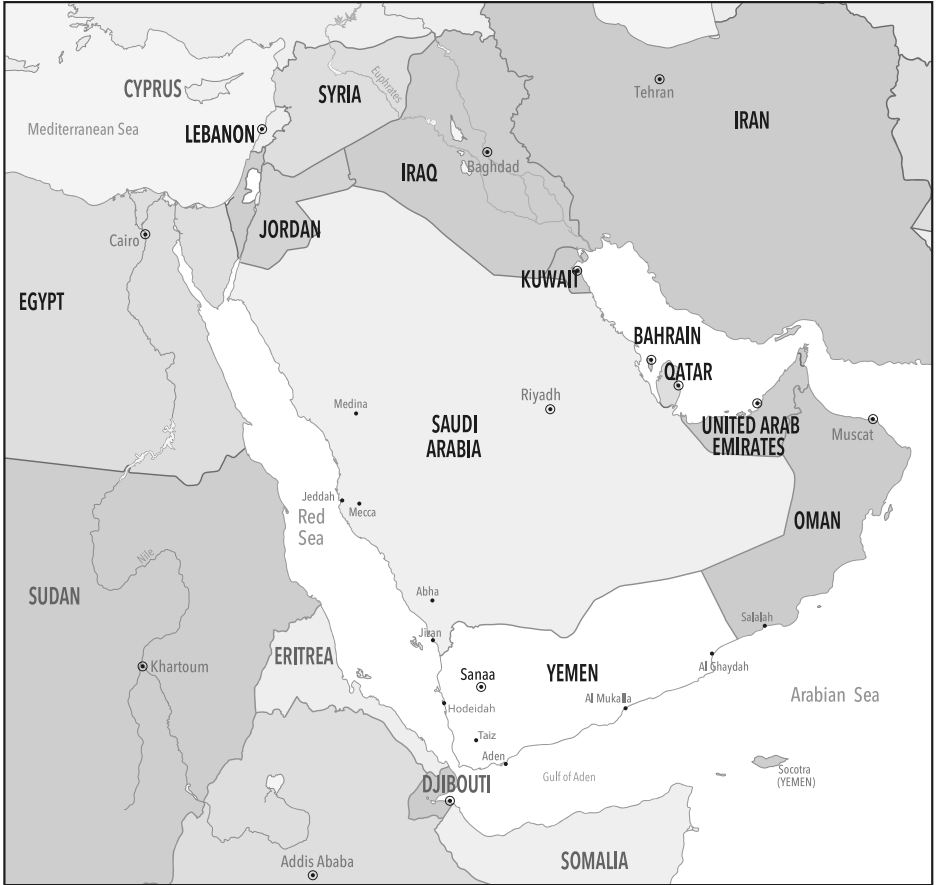 CYPRUS
SYRIA
Euphrates
Tehran
Mediterranean Sea
LEBANON
IRAN
IRAQ
Baghdad
Cairo
JORDAN
KUWAIT
EGYPT
BAHRAIN
QATAR
Medina
Riyadh
SAUDI
ARABIA
UNITED ARAB
EMIRATES
Muscat
Jeddah
Mecca
Red
Sea
OMAN
Nile
SUDAN
Abha
Jizan
Salalah
ERITREA
Khartoum
Sanaa
YEMEN
Al Ghaydah
Al Mukalla
Arabian Sea
Hodeidah
Taiz
Aden
Gulf of Aden
Socotra
(YEMEN)
DJIBOUTI
Addis Ababa
SOMALIA